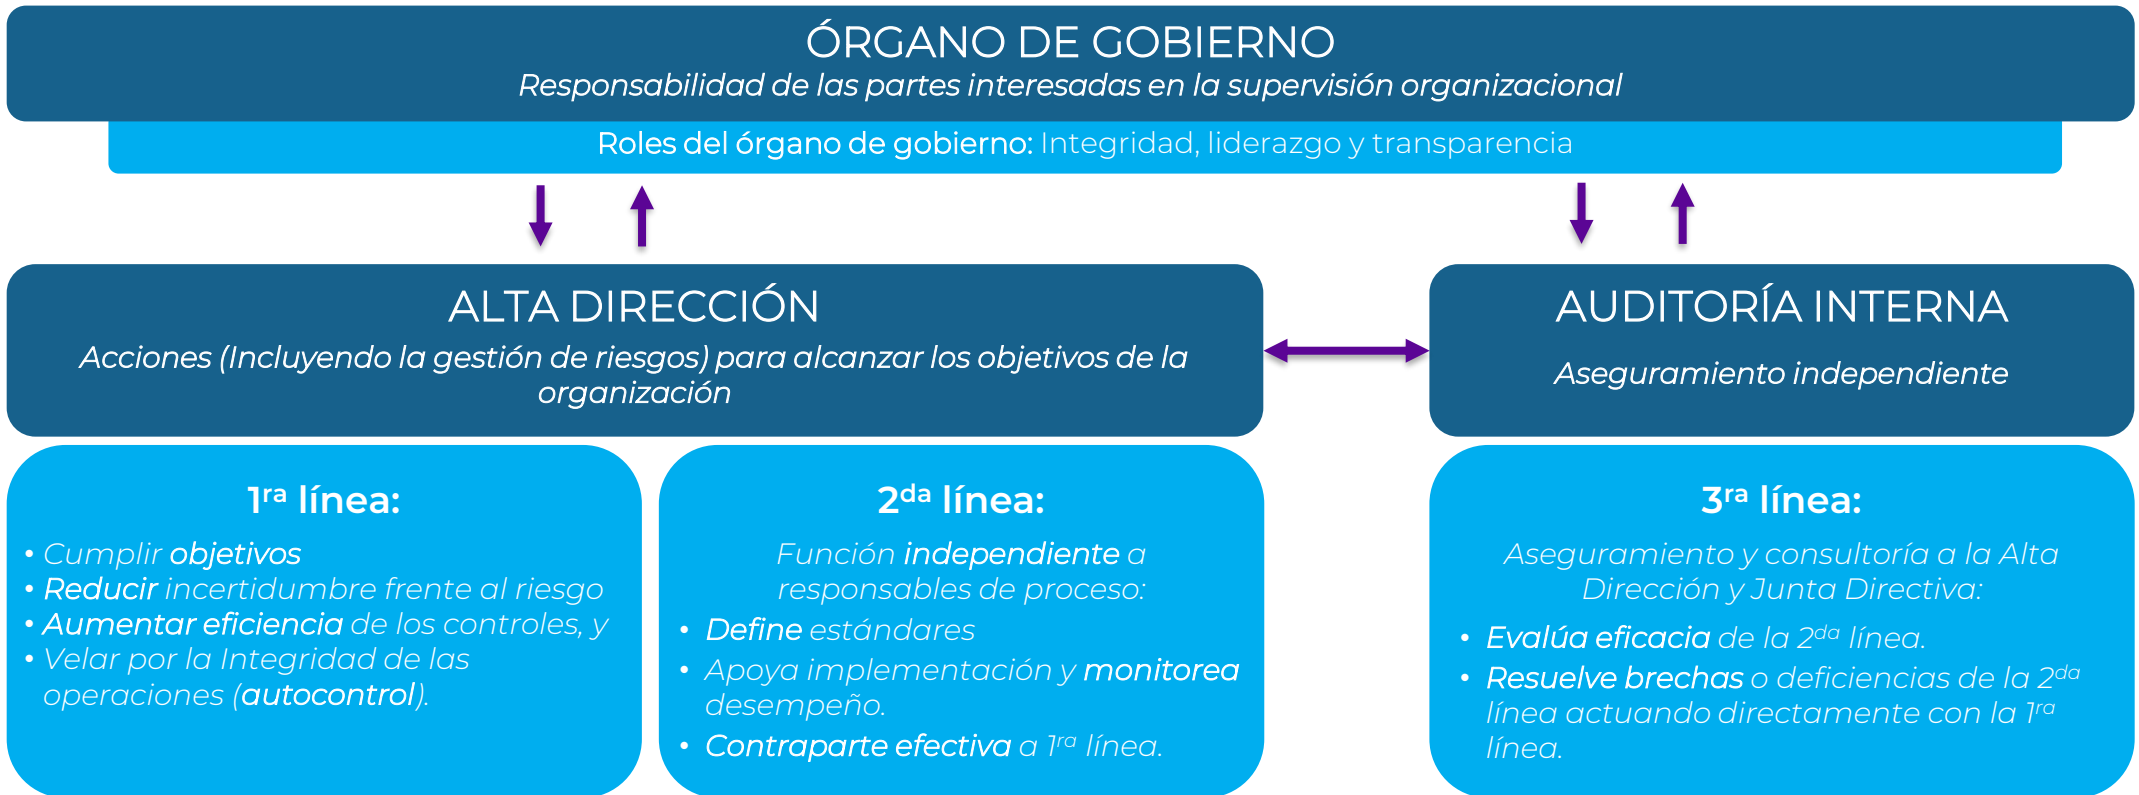 ÓRGANO DE GOBIERNO
Responsabilidad de las partes interesadas en la supervisión organizacional
Roles del órgano de gobierno: Integridad, liderazgo y transparencia
ALTA DIRECCIÓN
Acciones (Incluyendo la gestión de riesgos) para alcanzar los objetivos de la
organización
AUDITORÍA INTERNA
Aseguramiento independiente
1ra línea:
• Cumplir objetivos
• Reducir incertidumbre frente al riesgo
• Aumentar eficiencia de los controles, y
• Velar por la Integridad de las
operaciones (autocontrol).
2da línea:
Función independiente a
responsables de proceso:
• Define estándares
• Apoya implementación y monitorea
desempeño.
• Contraparte efectiva a 1ra línea.
3ra línea:
Aseguramiento y consultoría a la Alta
Dirección y Junta Directiva:
• Evalúa eficacia de la 2da línea.
• Resuelve brechas o deficiencias de la 2da
línea actuando directamente con la 1ra
línea.